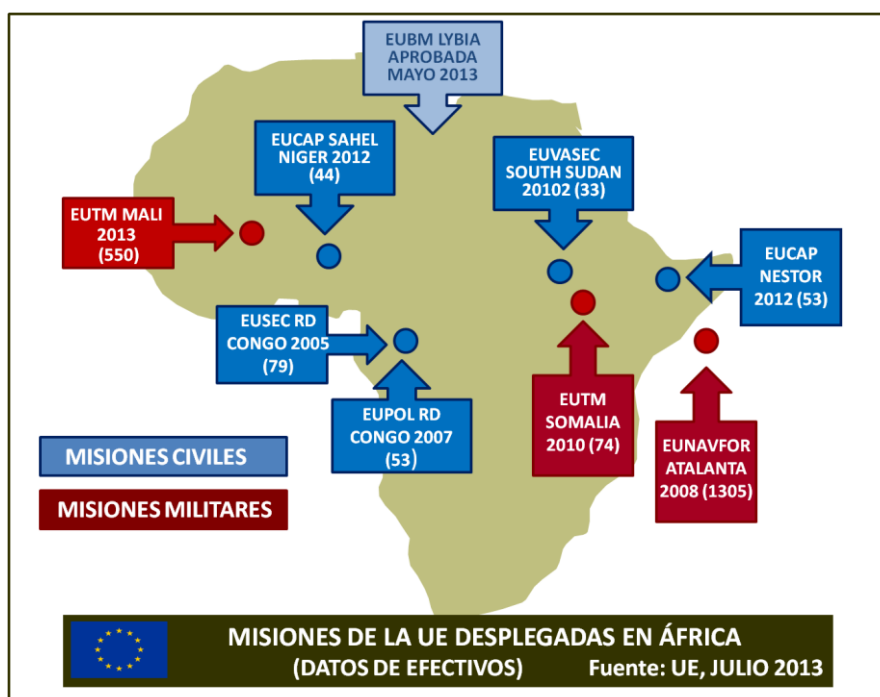 EUBM LYBIA
APROBADA
MAYO 2013
EUCAP SAHEL
NIGER 2012
(44)
EUVASEC
SOUTH SUDAN
20102 (33)
EUTM MALI
2013
(550)
EUCAP
NESTOR
2012 (53)
EUSEC RD
CONGO 2005
(79)
EUPOL RD
CONGO 2007
(53)
EUTM
SOMALIA
2010 (74)
EUNAVFOR
ATALANTA
2008 (1305)
MISIONES CIVILES
MISIONES MILITARES
MISIONES DE LA UE DESPLEGADAS EN ÁFRICA
(DATOS DE EFECTIVOS) Fuente: UE, JULIO 2013